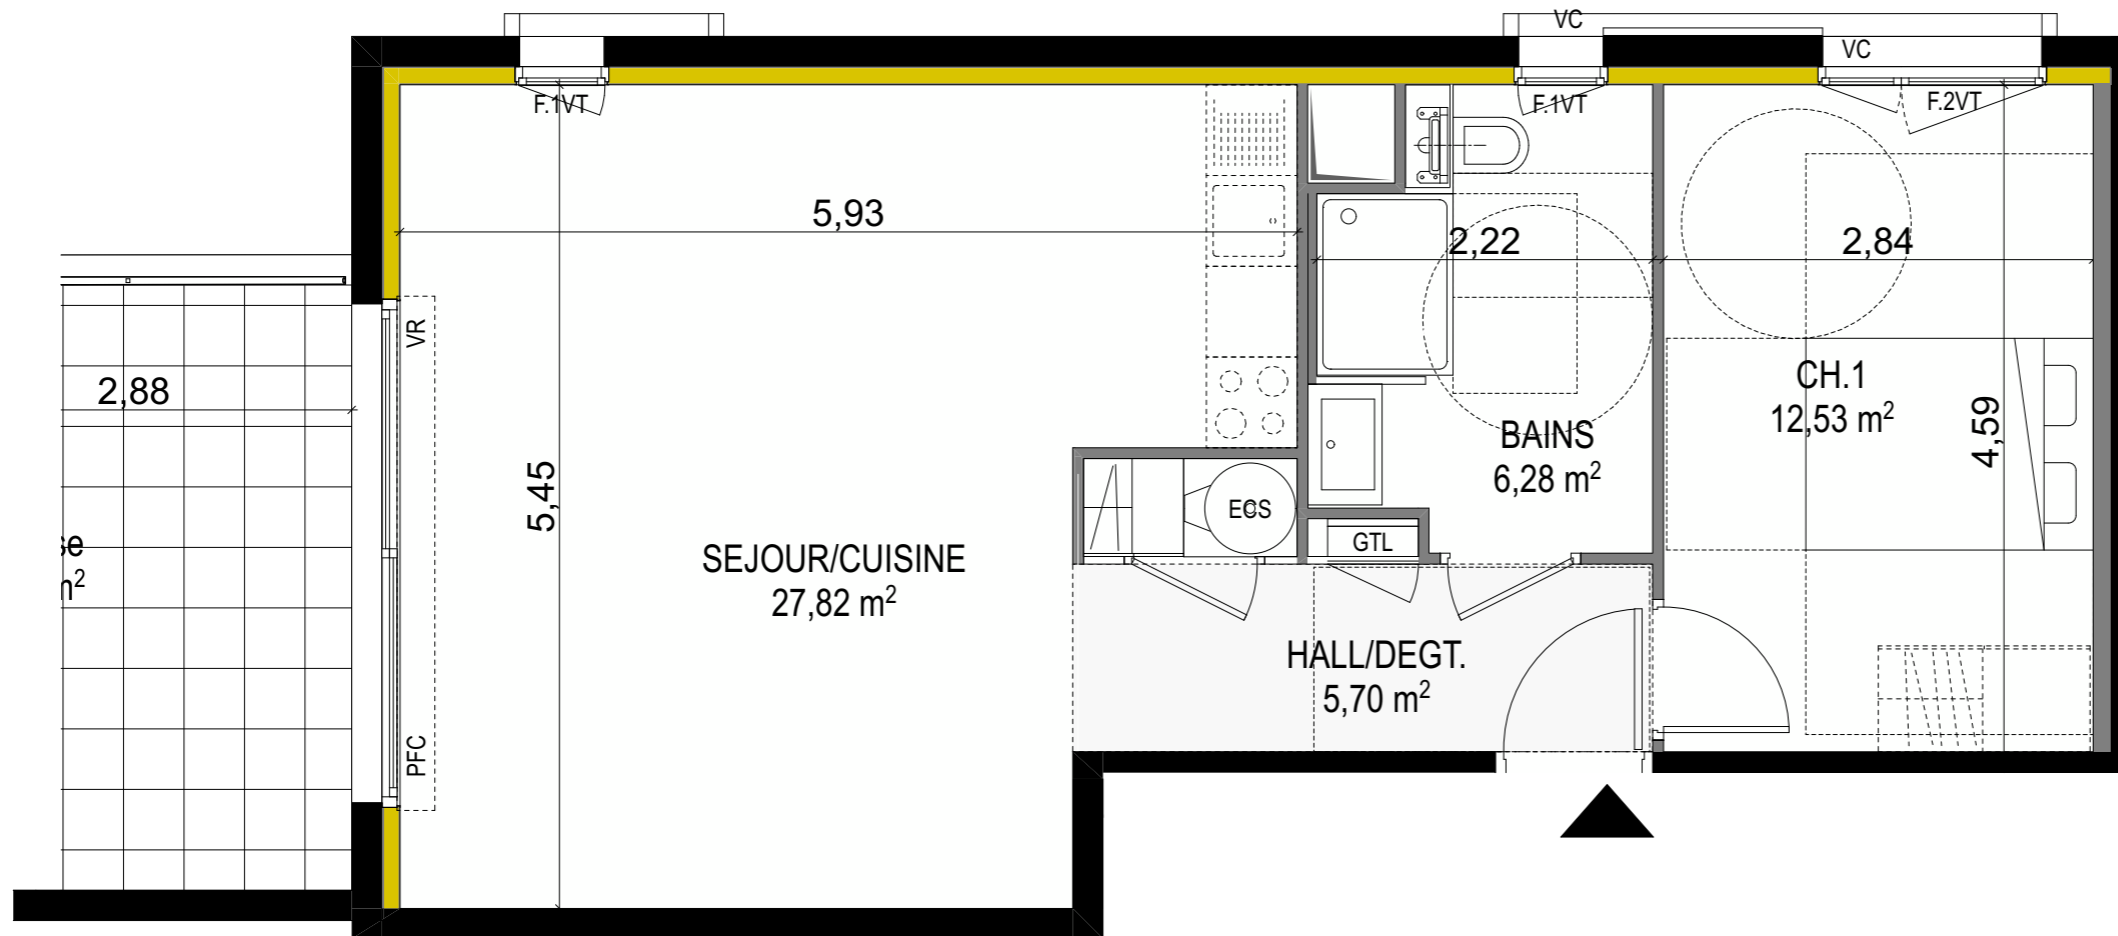 VC
VC
F.1VT
F.1VT
F.2VT
5,93
2,22
2,84
VR
2,88
CH.1
12,53 m²
4,59
BAINS
6,28 m²
5,45
ECS
GTL
SEJOUR/CUISINE
27,82 m²
m²
HALL/DEGT.
5,70 m²
PFC